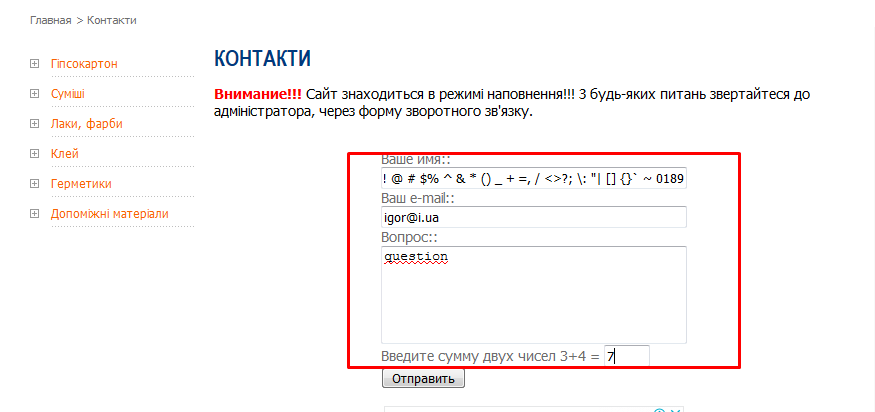 Главная > Контакти
Гіпсокартон
Суміші
Лаки, фарби
Клей
Герметики
Допоміжні матеріали
КОНТАКТИ
Внимание!!! Сайт знаходиться в режимі наповнення!!! З будь-яких питань звертайтеся до
адміністратора, через форму зворотного зв'язку.
Ваше имя::
! @ # $% ^ & * () _ + =, / <>?; \: "| [] {}` ~ 0189
Ваш e-mail::
igor@i.ua
Вопрос::
question
Введите сумму двух чисел 3+4 = 7
Отправить